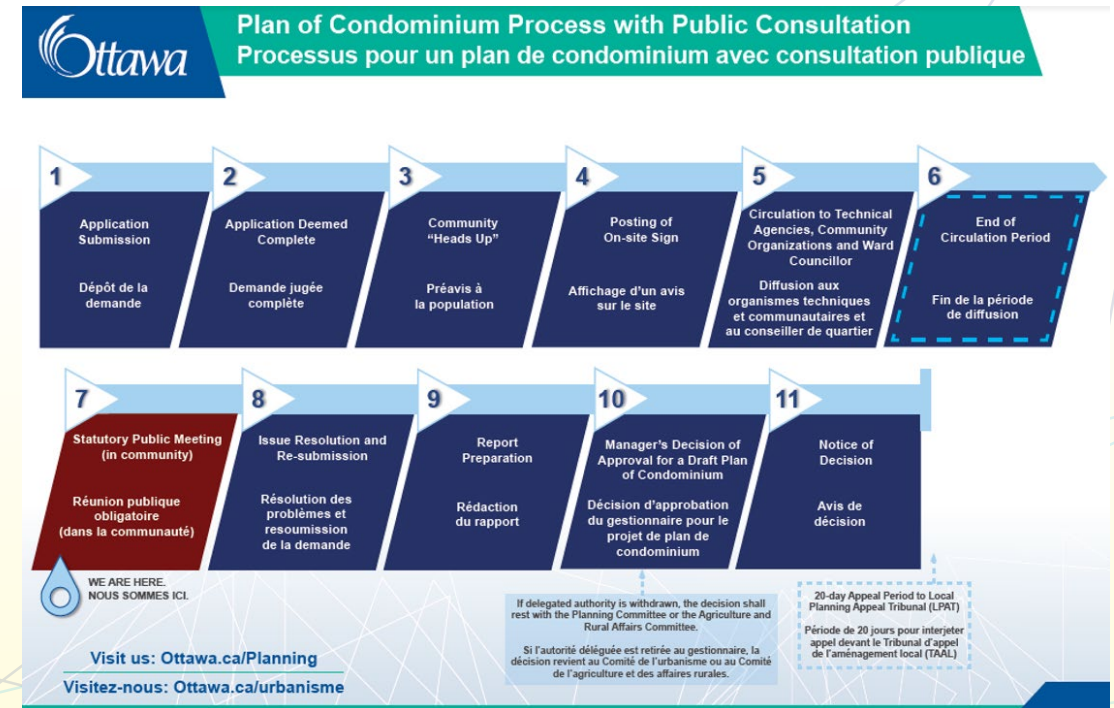 Ottawa
Plan of Condominium Process with Public Consultation
Processus pour un plan de condominium avec consultation publique
1
Application
Submission
Dépôt de la
demande
2
Application Deemed
Complete
Demande jugée
complète
3
Community
“Heads Up”
Préavis à
la population
4
Posting of
On-site Sign
Affichage d’un avis
sur le site
5
Circulation to Technical
Agencies, Community
Organizations and Ward
Councillor
Diffusion aux
organismes techniques
et communautaires et
au conseiller de quartier
6
End of
Circulation Period
Fin de la période
de diffusion
7
Statutory Public Meeting
(in community)
Réunion publique
obligatoire
(dans la communauté)
8
Issue Resolution and
Re-submission
Résolution des
problèmes et
resoumission
de la demande
9
Report
Preparation
Rédaction
du rapport
10
Manager’s Decision of
Approval for a Draft Plan
of Condominium
Décision d’approbation
du gestionnaire pour le
projet de plan de
condominium
11
Notice of
Decision
Avis de
décision
WE ARE HERE.
NOUS SOMMES ICI.
If delegated authority is withdrawn, the decision shall
rest with the Planning Committee or the Agriculture and
Rural Affairs Committee.
Si l’autorité déléguée est retirée au gestionnaire, la
décision revient au Comité de l’urbanisme ou au Comité
de l’agriculture et des affaires rurales.
20-day Appeal Period to Local
Planning Appeal Tribunal (LPAT)
Période de 20 jours pour interjeter
appel devant le Tribunal d’appel
de l’aménagement local (TAAL)
Visit us: Ottawa.ca/Planning
Visitez-nous: Ottawa.ca/urbanisme